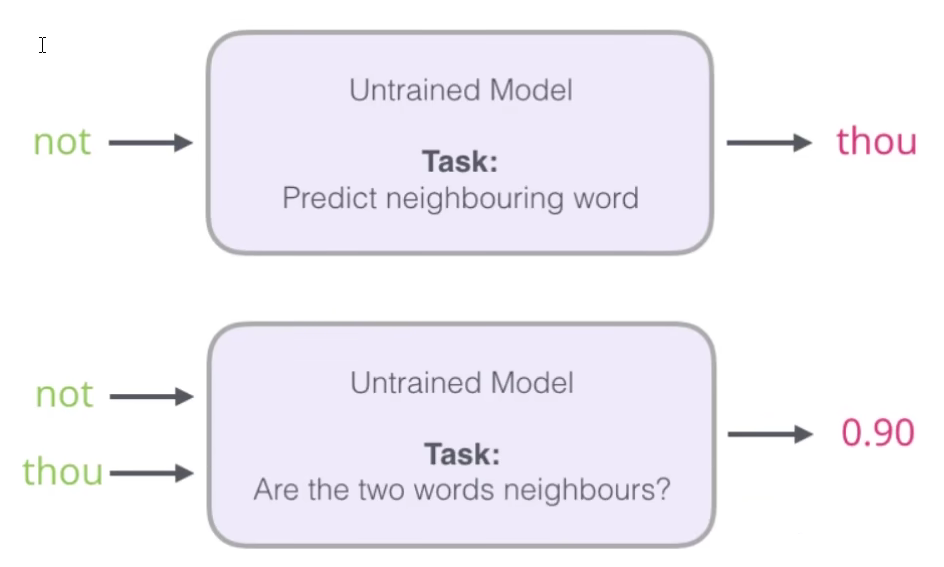 Untrained Model
not
thou
Task:
Predict neighbouring word
Untrained Model
not
Task:
0.90
thou
Are the two words neighbours?